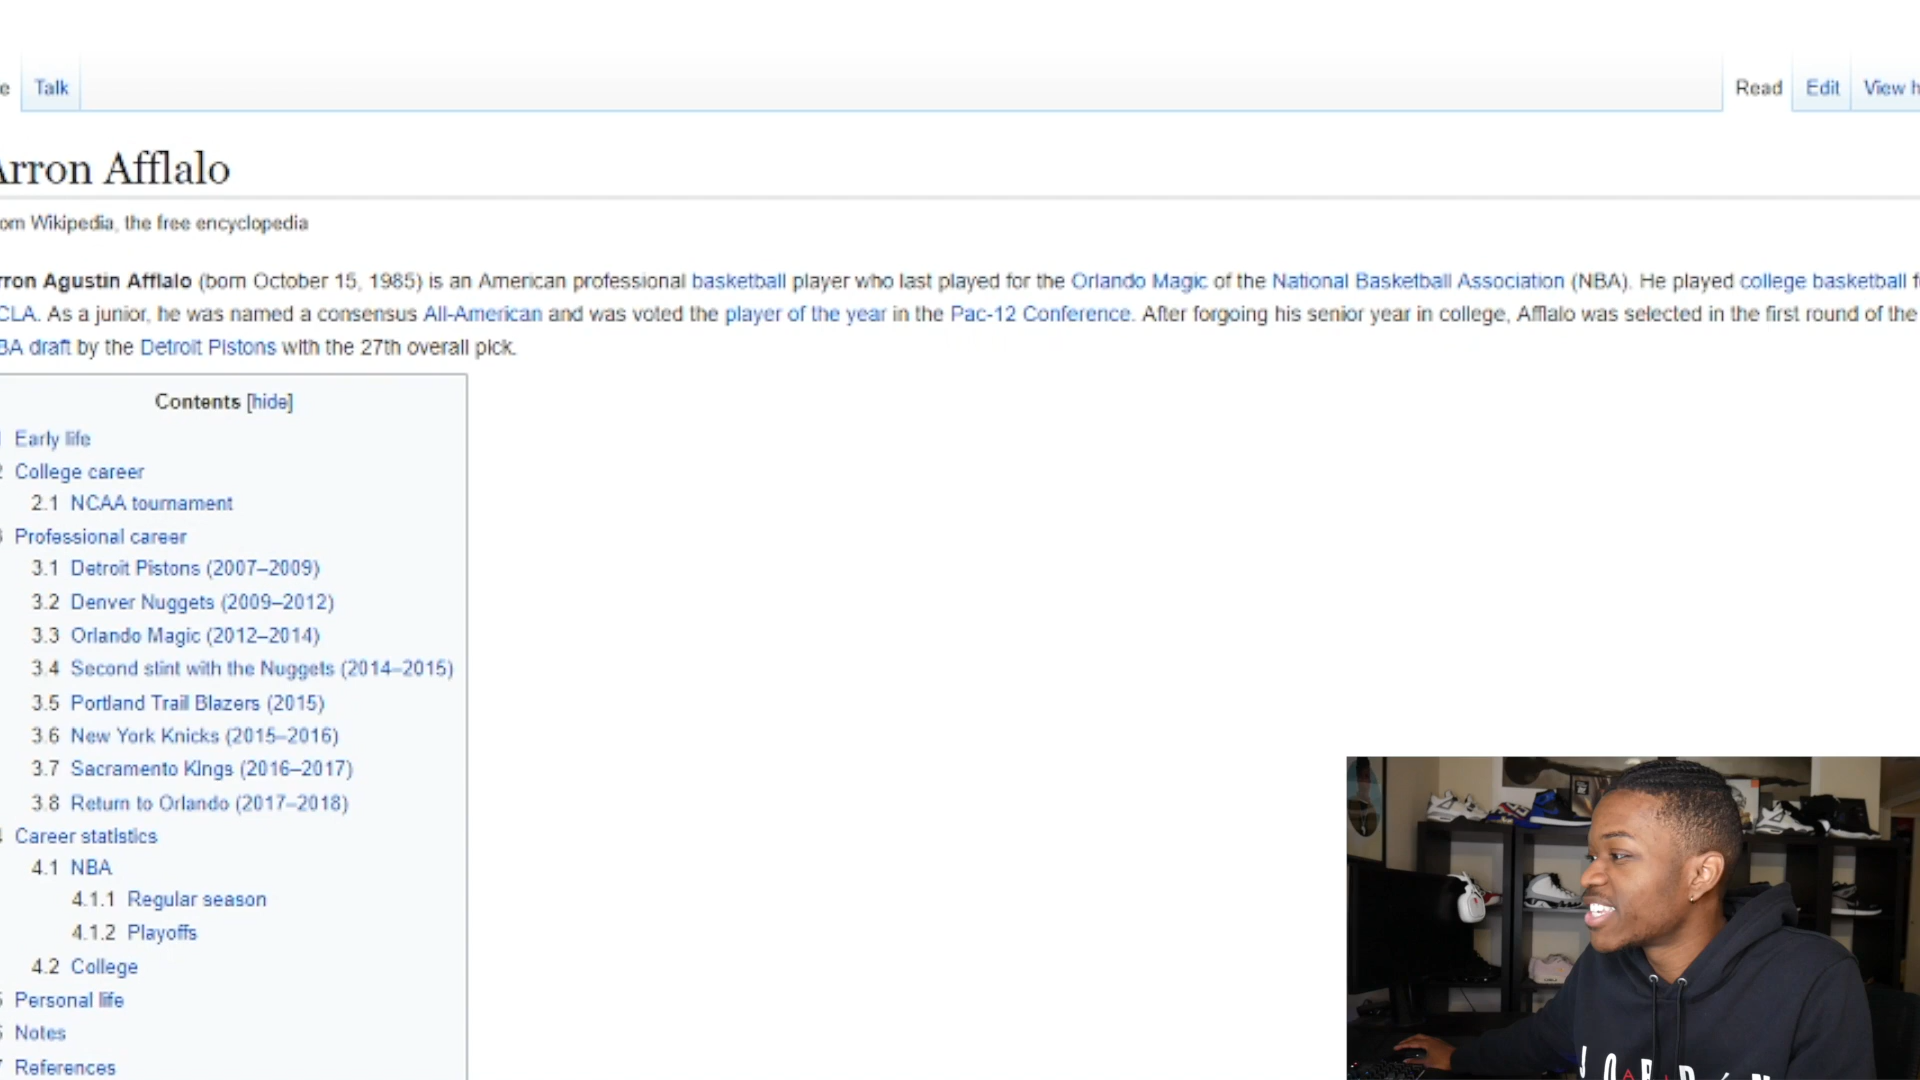 e Talk Read Edit View h
Arron Afflalo
om Wikipedia, the free encyclopedia
rron Agustin Afflalo (born October 15, 1985) is an American professional basketball player who last played for the Orlando Magic of the National Basketball Association (NBA). He played college basketball f
CLA. As a junior, he was named a consensus All-American and was voted the player of the year in the Pac-12 Conference. After forgoing his senior year in college, Afflalo was selected in the first round of the
BA draft by the Detroit Pistons with the 27th overall pick.
Contents [hide]
Early life
2 College career
2.1 NCAA tournament
3 Professional career
3.1 Detroit Pistons (2007–2009)
3.2 Denver Nuggets (2009–2012)
3.3 Orlando Magic (2012–2014)
3.4 Second stint with the Nuggets (2014–2015)
3.5 Portland Trail Blazers (2015)
3.6 New York Knicks (2015–2016)
3.7 Sacramento Kings (2016–2017)
3.8 Return to Orlando (2017–2018)
4 Career statistics
4.1 NBA
4.1.1 Regular season
4.1.2 Playoffs
4.2 College
5 Personal life
6 Notes
7 References
JORDAN